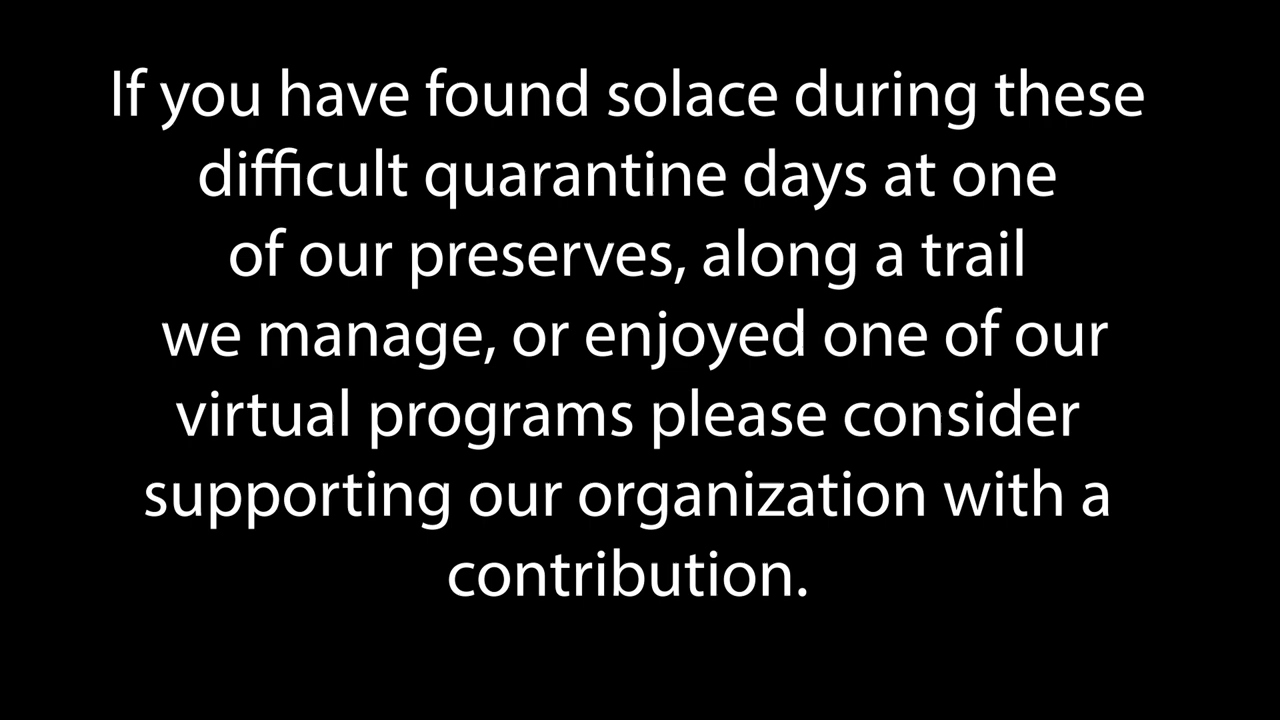 If you have found solace during these
difficult quarantine days at one
of our preserves, along a trail
we manage, or enjoyed one of our
virtual programs please consider
supporting our organization with a
contribution.